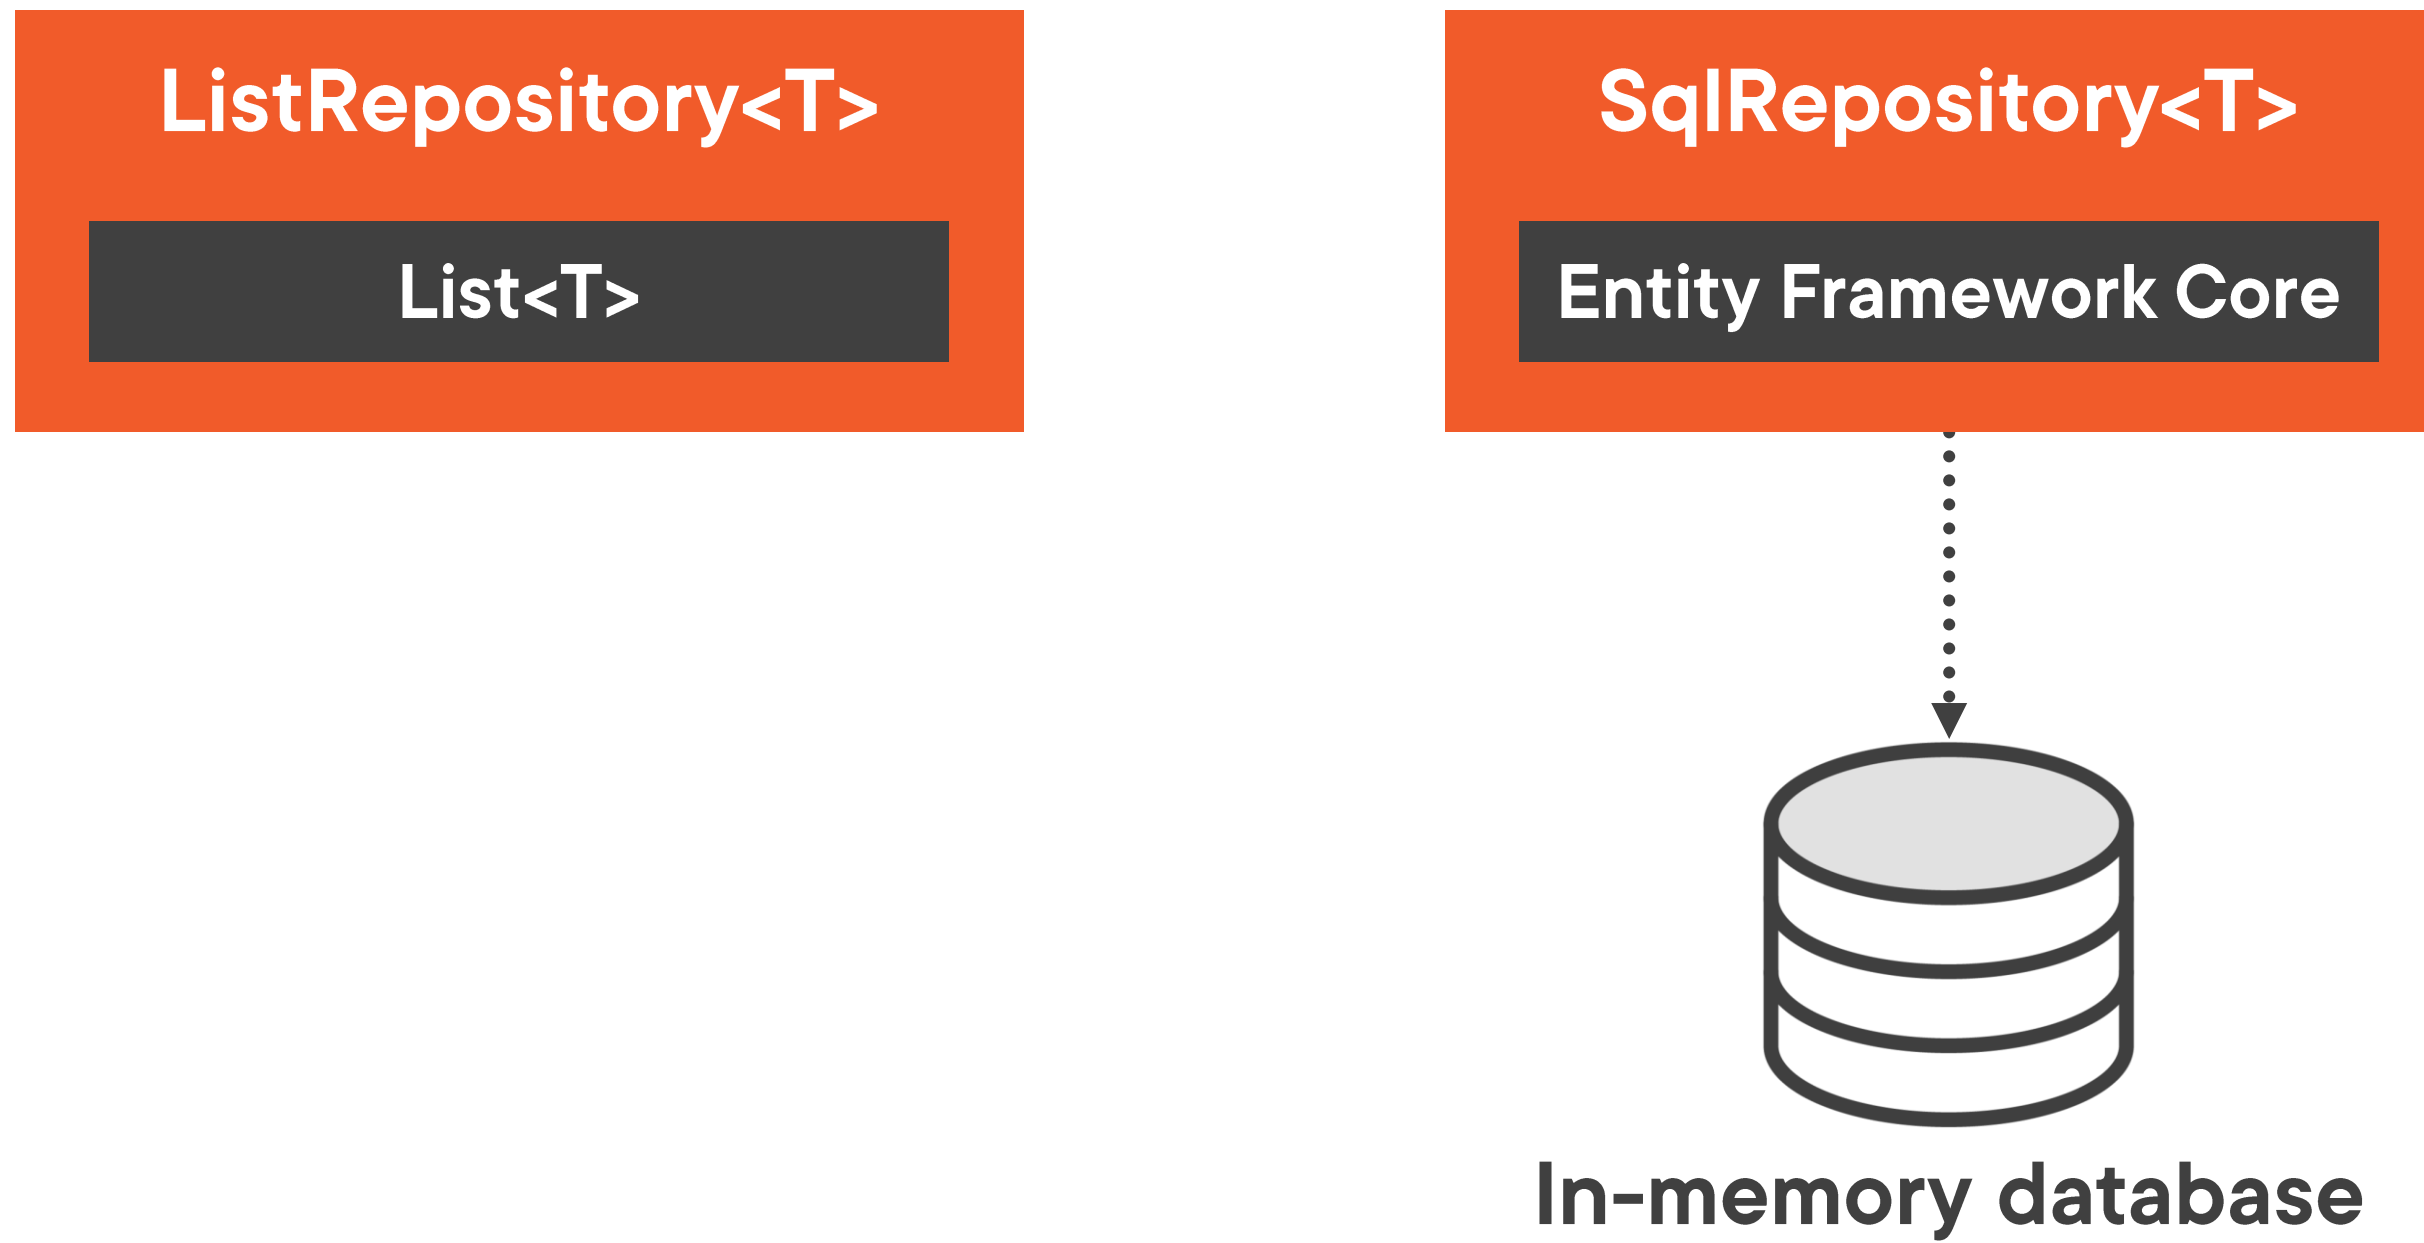 ListRepository<T>
List<T>
SqlRepository<T>
Entity Framework Core
In-memory database